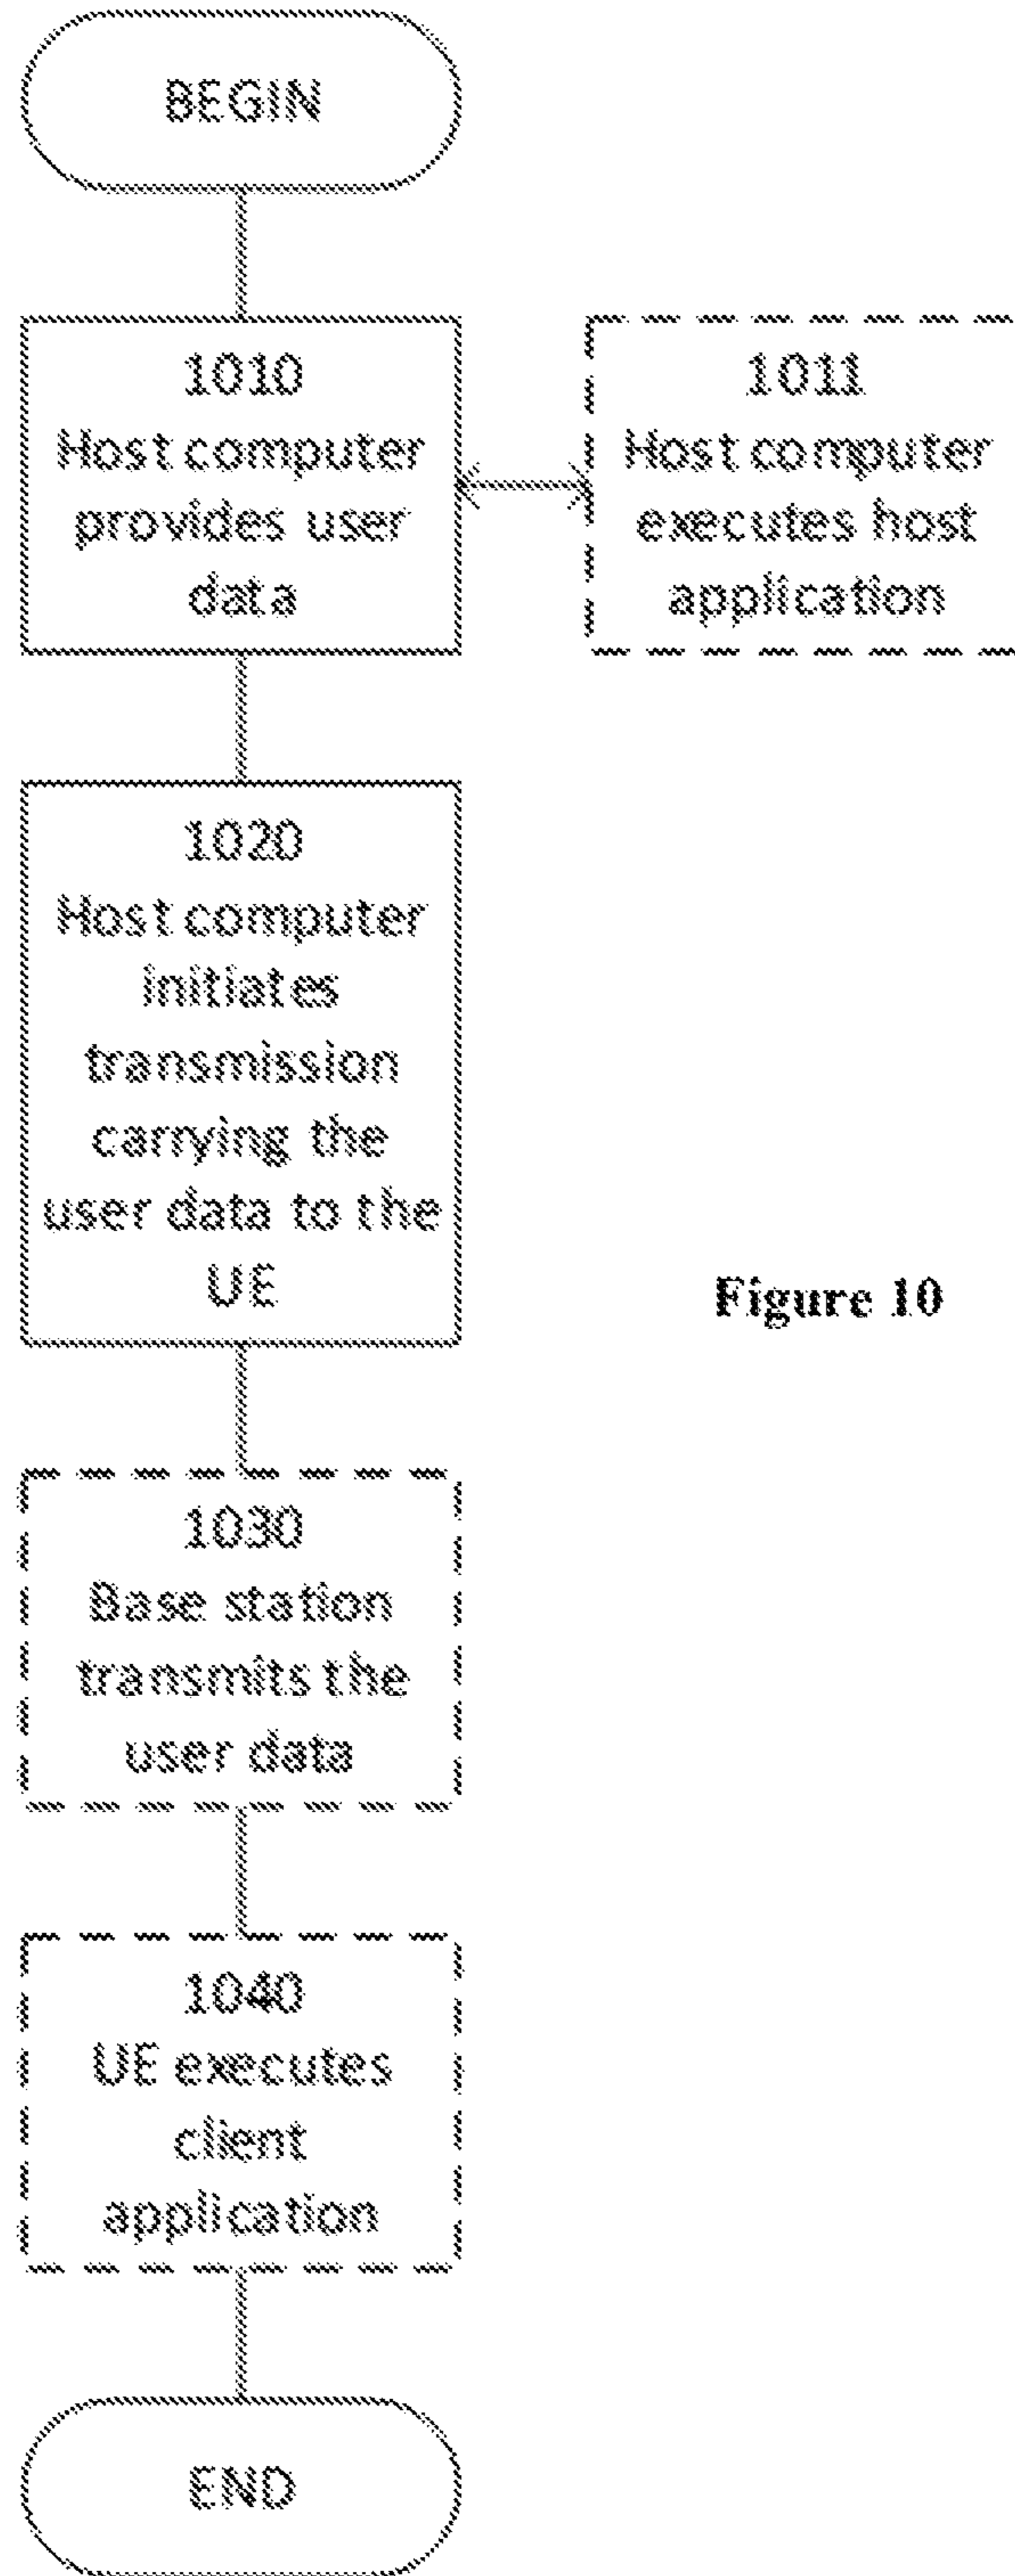 BEGIN
1010
Host computer
provides user
data
1011
Host computer
executes host
application
1020
Host computer
initiates
transmission
carrying the
user data to the
UE
Figure 10
1030
Base station
transmits the
user data
1040
UE executes
client
application
END